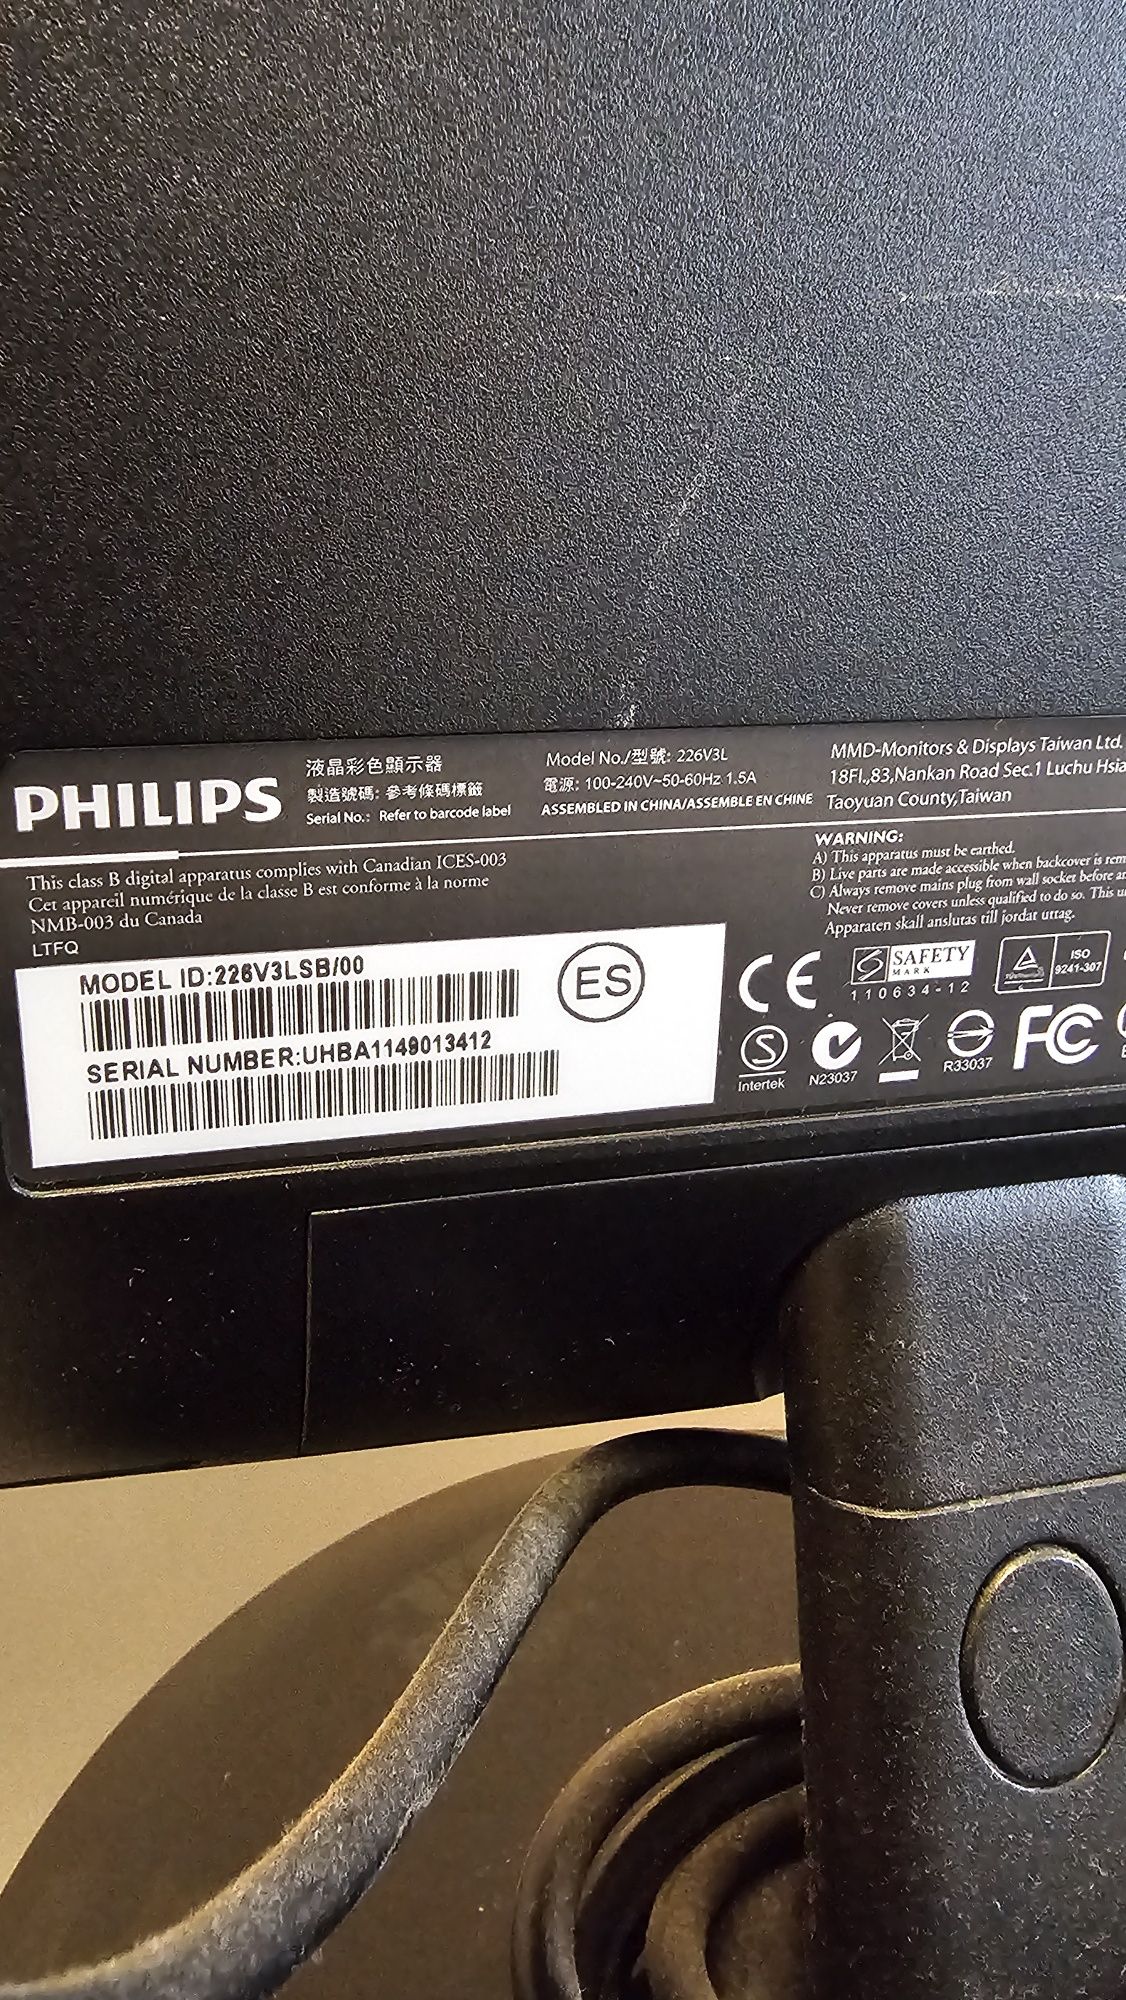 PHILIPS
液晶彩色顯示器
製造號碼: 參考條碼標籤
Serial No.: Refer to barcode label
Model No./型號: 226V3L
電源: 100-240V~50-60Hz 1.5A
ASSEMBLED IN CHINA/ASSEMBLE EN CHINE
MMD-Monitors & Displays Taiwan Ltd.
18Fl.,83,Nankan Road Sec.1 Luchu Hsia
Taoyuan County,Taiwan
This class B digital apparatus complies with Canadian ICES-003
Cet appareil numérique de la classe B est conforme à la norme
NMB-003 du Canada
LTFQ
WARNING:
A) This apparatus must be earthed.
B) Live parts are made accessible when backcover is rem
C) Always remove mains plug from wall socket before an
Never remove covers unless qualified to do so. This u
Apparaten skall anslutas till jordat uttag.
MODEL ID:226V3LSB/00
SERIAL NUMBER:UHBA1149013412
ES
CE
S SAFETY
MARK
110634-12
ISO
9241-307
S
Intertek
N23037
R33037
FC